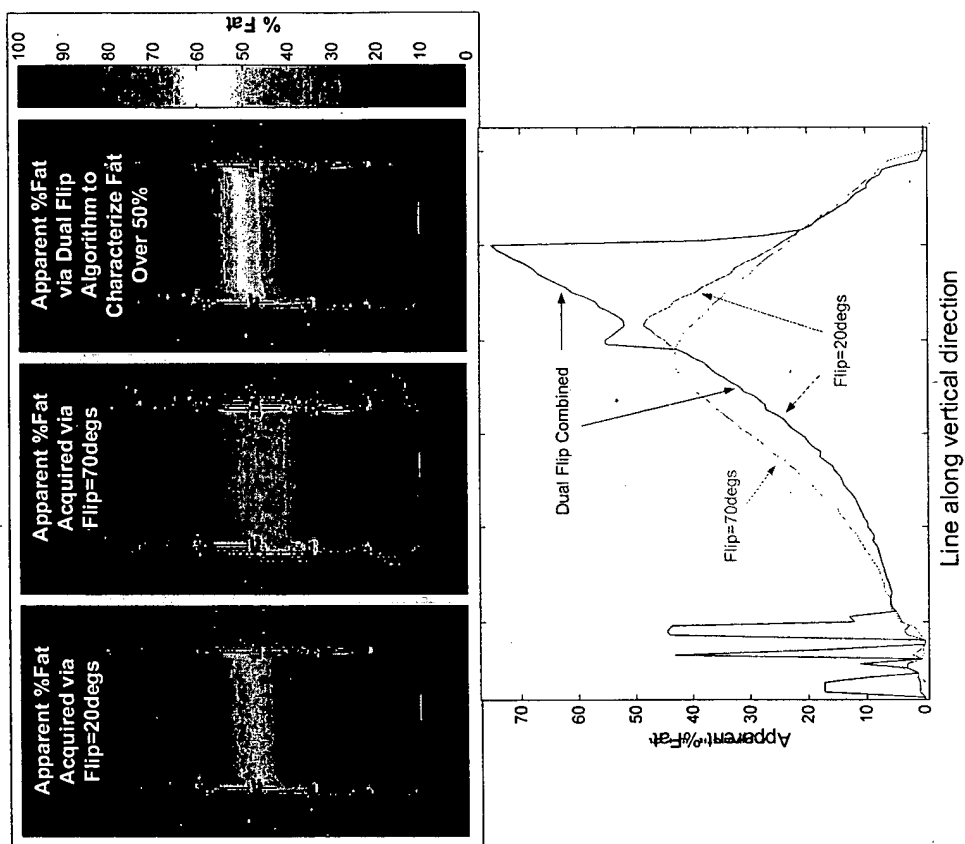 Apparent %Fat
Acquired via
Flip=20degs
Apparent %Fat
Acquired via
Flip=70degs
Apparent %Fat
via Dual Flip
Algorithm to
Characterize Fat
Over 50%
100
90
80
70
60
50
40
30
20
10
0
% Fat
70
60
50
40
30
20
10
0
Apparent %Fat
Dual Flip Combined
Flip=70degs
Flip=20degs
Line along vertical direction